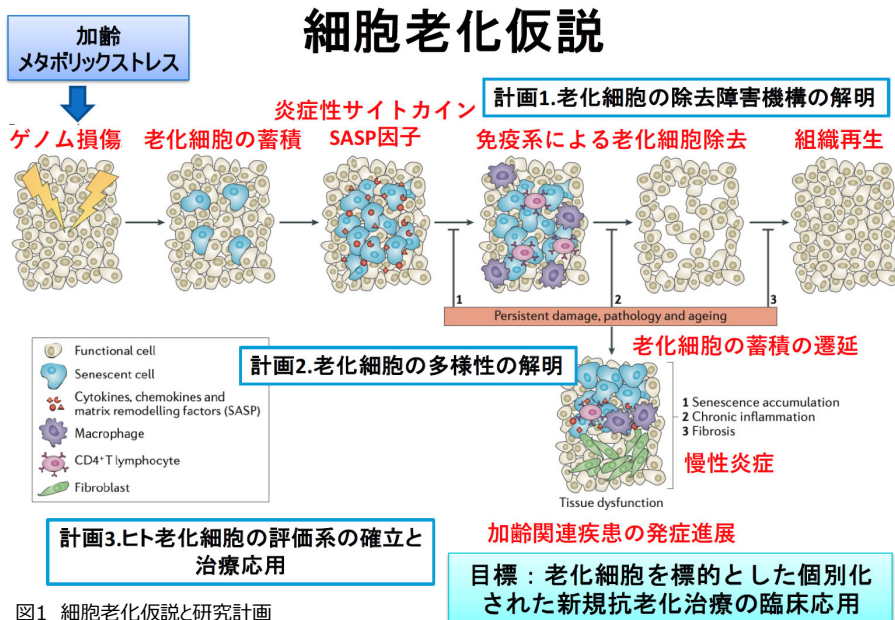 細胞老化仮説
加齢
メタボリックストレス
計画1.老化細胞の除去障害機構の解明
ゲノム損傷
老化細胞の蓄積
炎症性サイトカイン
SASP因子
免疫系による老化細胞除去
組織再生
1
2
3
Persistent damage, pathology and ageing
Functional cell
Senescent cell
Cytokines, chemokines and
matrix remodelling factors (SASP)
Macrophage
CD4⁺T lymphocyte
Fibroblast
計画2.老化細胞の多様性の解明
老化細胞の蓄積の遷延
1 Senescence accumulation
2 Chronic inflammation
3 Fibrosis
慢性炎症
Tissue dysfunction
加齢関連疾患の発症進展
計画3.ヒト老化細胞の評価系の確立と
治療応用
目標：老化細胞を標的とした個別化
された新規抗老化治療の臨床応用
図1 細胞老化仮説と研究計画